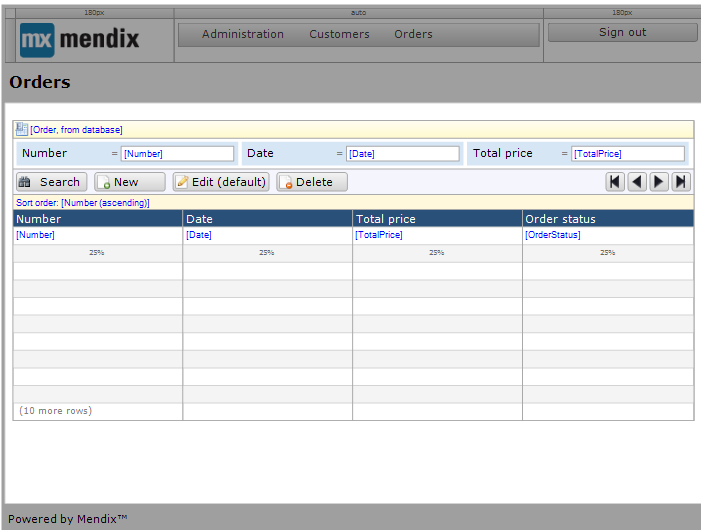 180px auto 180px
mx mendix Administration Customers Orders Sign out
Orders
[Order, from database]
Number = [Number] Date = [Date] Total price = [TotalPrice]
Search New Edit (default) Delete
Sort order: [Number (ascending)]
Number Date Total price Order status
[Number] [Date] [TotalPrice] [OrderStatus]
25% 25% 25% 25%
(10 more rows)
Powered by Mendix™